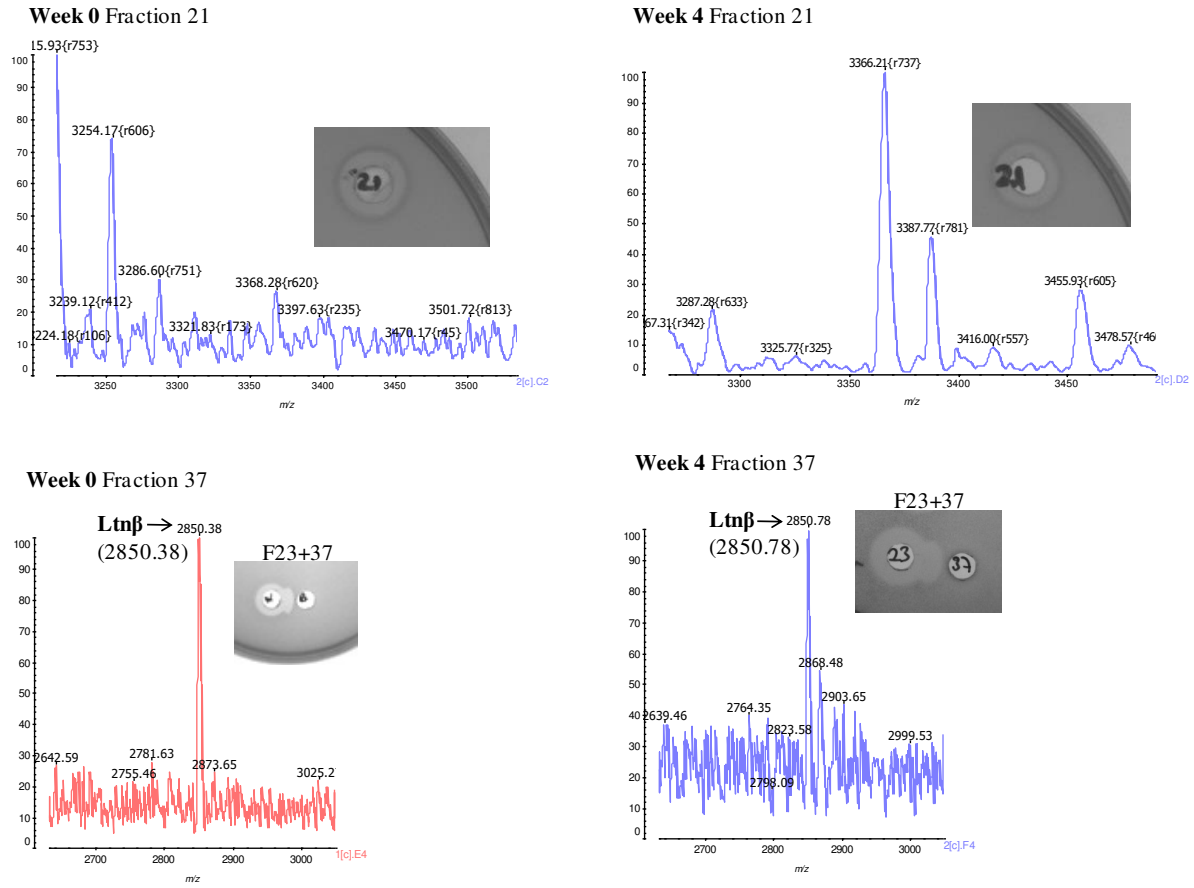 Week 0 Fraction 21
15.93{r753}
3254.17{r606}
3286.60{r751}
3239.12{r412}
224.18{r106}
3321.83{r173}
3368.28{r620}
3397.63{r235}
3470.17{r45}
3501.72{r813}
21
100
90
80
70
60
50
40
30
20
10
0
3250
3300
3350
3400
3450
3500
2[c].C2
m/z
Week 4 Fraction 21
3366.21{r737}
3387.77{r781}
3455.93{r605}
3287.28{r633}
67.31{r342}
3325.77{r325}
3416.00{r557}
3478.57{r46
21
100
90
80
70
60
50
40
30
20
10
0
3300
3350
3400
3450
2[c].D2
m/z
Week 0 Fraction 37
Ltnβ → 2850.38
(2850.38)
F23+37
2642.59
2781.63
2755.46
2873.65
3025.2
100
90
80
70
60
50
40
30
20
10
0
2700
2800
2900
3000
1[c].E4
m/z
Week 4 Fraction 37
F23+37
Ltnβ → 2850.78
(2850.78)
23
37
2868.48
2903.65
2764.35
2639.46
2823.58
2798.09
2999.53
100
90
80
70
60
50
40
30
20
10
0
2700
2800
2900
3000
2[c].F4
m/z